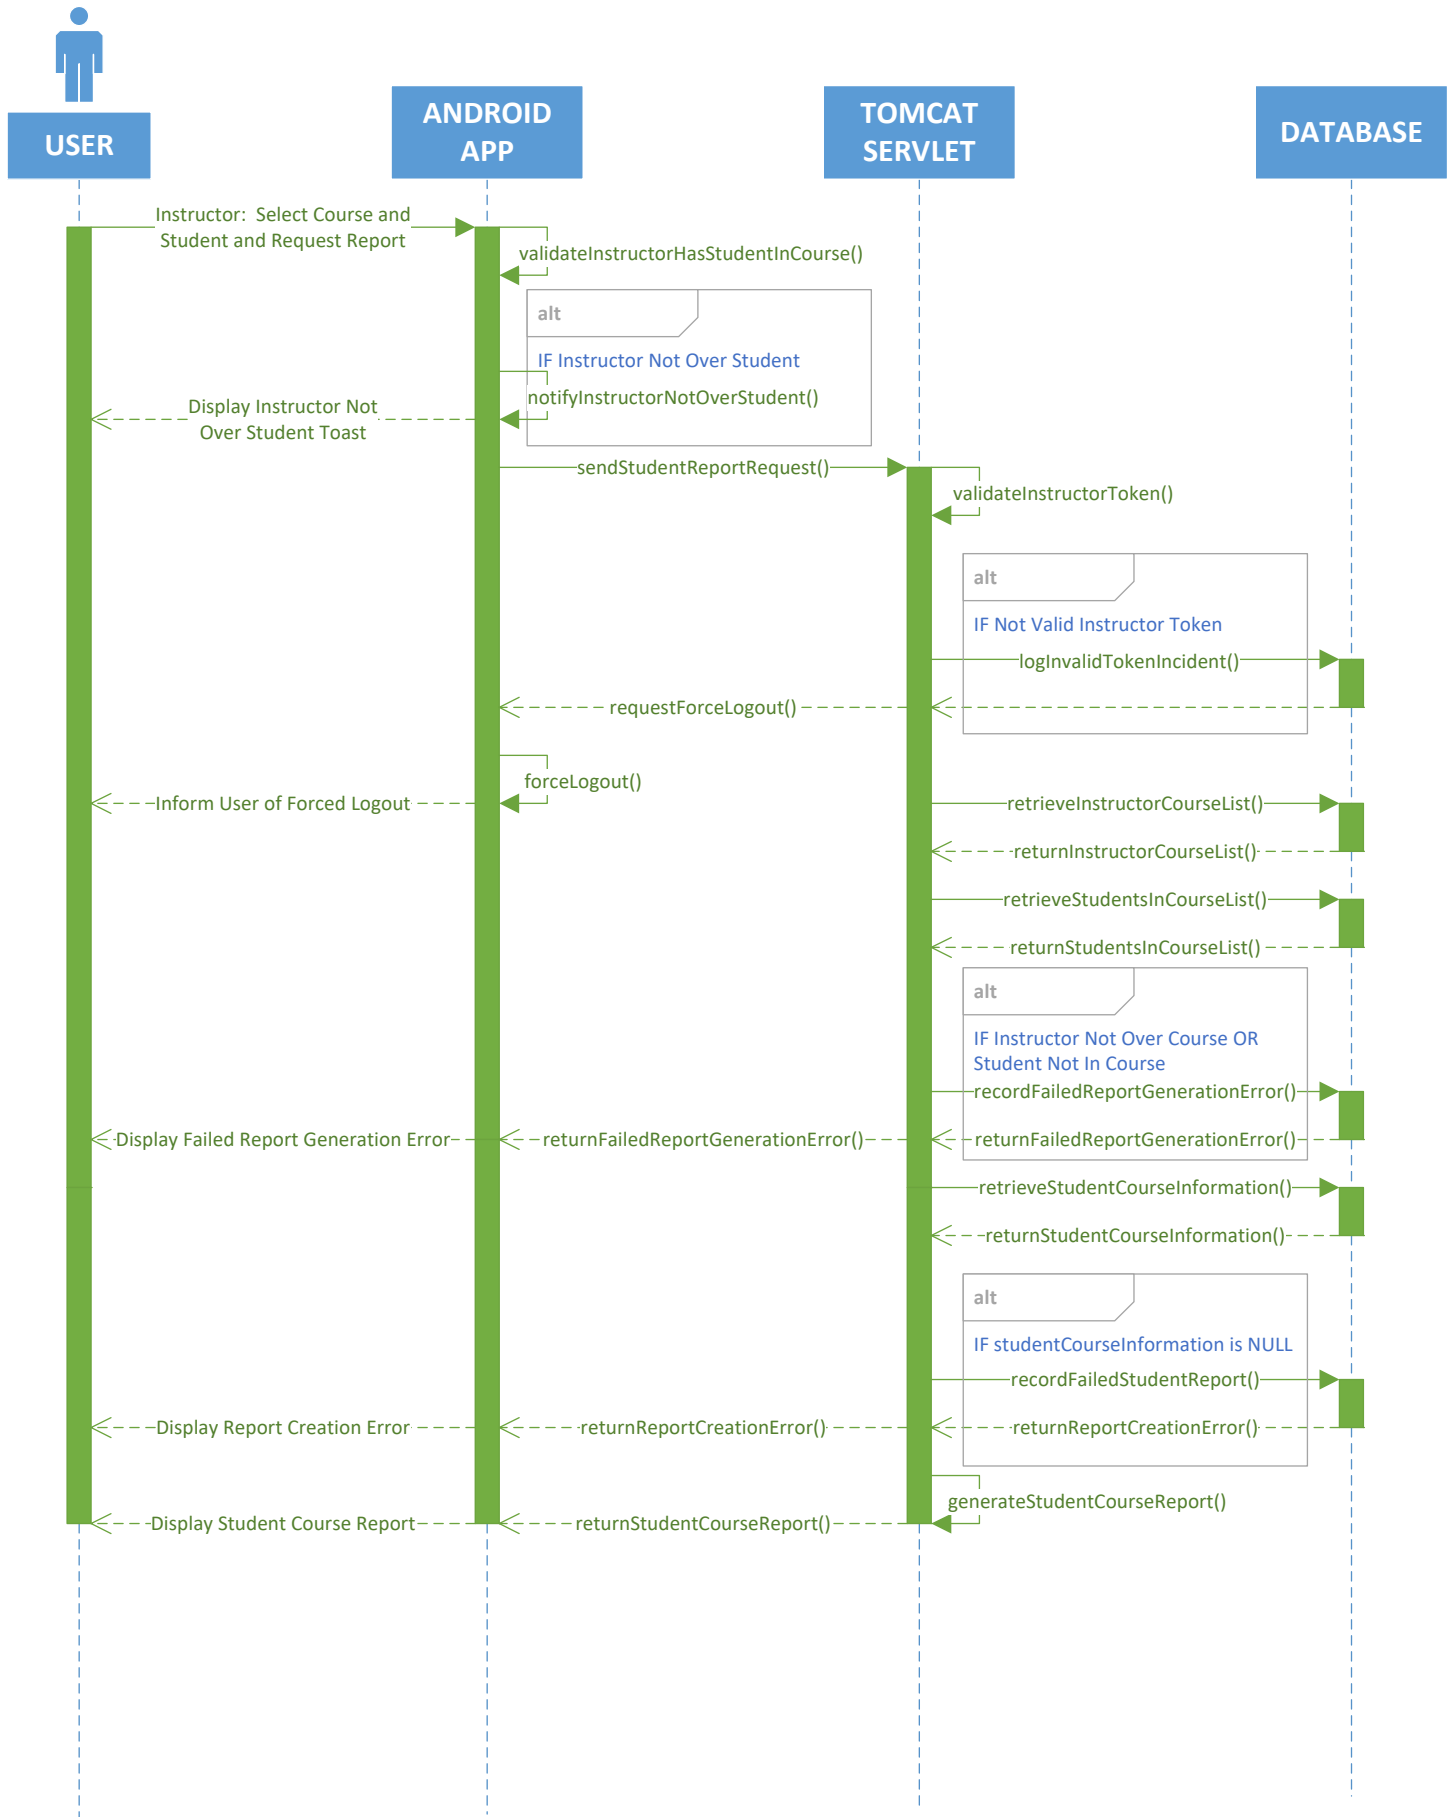 USER
ANDROID
APP
TOMCAT
SERVLET
DATABASE
Instructor:  Select Course and
Student and Request Report
validateInstructorHasStudentInCourse()
alt
IF Instructor Not Over Student
notifyInstructorNotOverStudent()
Display Instructor Not
Over Student Toast
sendStudentReportRequest()
validateInstructorToken()
alt
IF Not Valid Instructor Token
logInvalidTokenIncident()
requestForceLogout()
forceLogout()
Inform User of Forced Logout
retrieveInstructorCourseList()
returnInstructorCourseList()
retrieveStudentsInCourseList()
returnStudentsInCourseList()
alt
IF Instructor Not Over Course OR
Student Not In Course
recordFailedReportGenerationError()
Display Failed Report Generation Error
returnFailedReportGenerationError()
returnFailedReportGenerationError()
retrieveStudentCourseInformation()
returnStudentCourseInformation()
alt
IF studentCourseInformation is NULL
recordFailedStudentReport()
Display Report Creation Error
returnReportCreationError()
returnReportCreationError()
generateStudentCourseReport()
Display Student Course Report
returnStudentCourseReport()